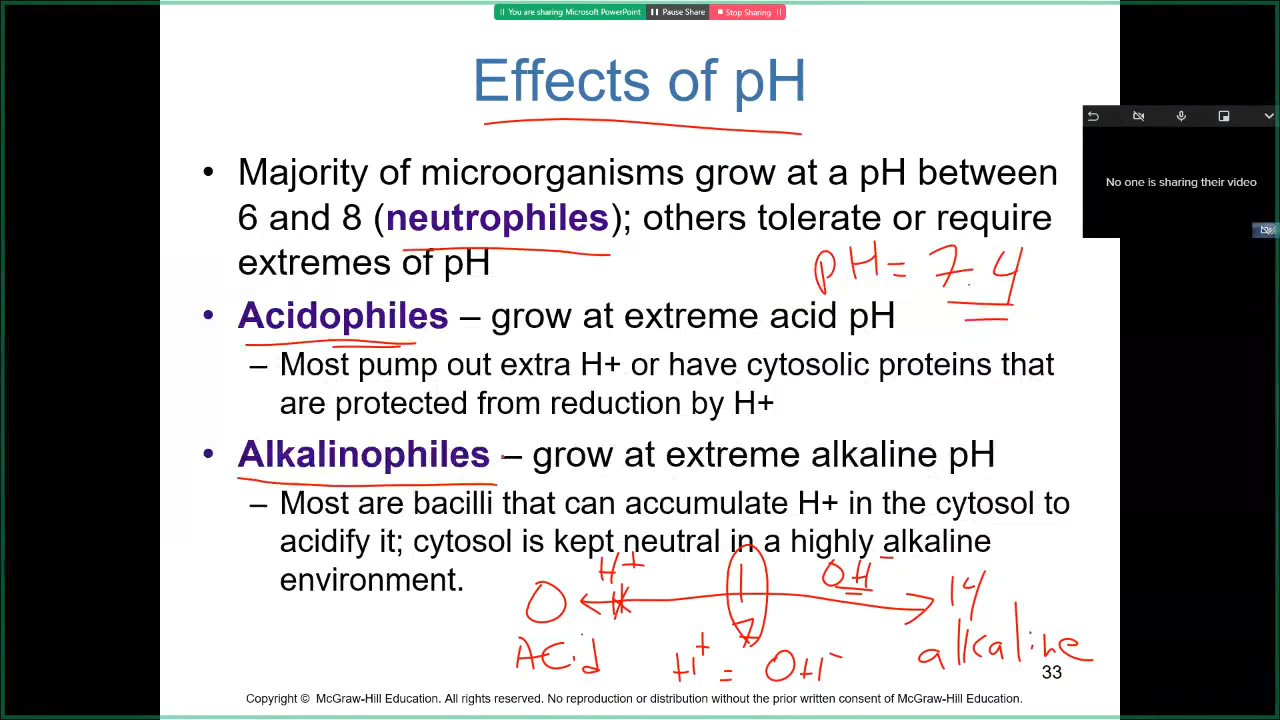 You are sharing Microsoft PowerPoint Pause Share Stop Sharing
Effects of pH
No one is sharing their video
• Majority of microorganisms grow at a pH between
6 and 8 (neutrophiles); others tolerate or require
extremes of pH
pH = 7.4
• Acidophiles – grow at extreme acid pH
– Most pump out extra H+ or have cytosolic proteins that
are protected from reduction by H+
• Alkalinophiles – grow at extreme alkaline pH
– Most are bacilli that can accumulate H+ in the cytosol to
acidify it; cytosol is kept neutral in a highly alkaline
environment.
H+ OH-
0 7 14
Acid H+ = OH- alkaline
33
Copyright © McGraw-Hill Education. All rights reserved. No reproduction or distribution without the prior written consent of McGraw-Hill Education.